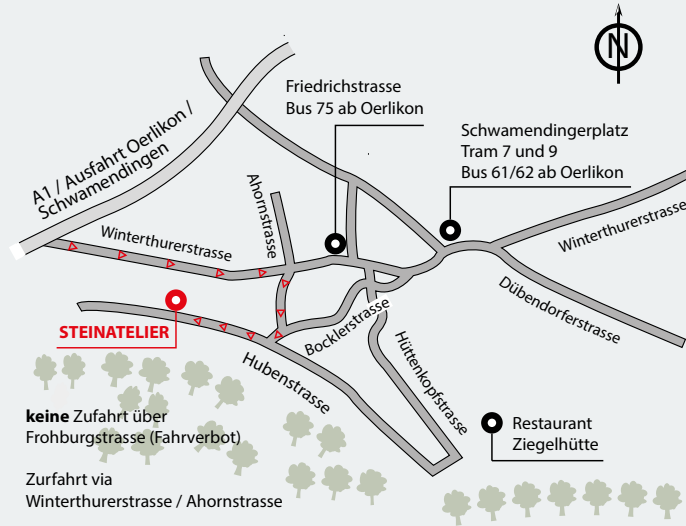 N
Friedrichstrasse
Bus 75 ab Oerlikon
Schwamendingerplatz
Tram 7 und 9
Bus 61/62 ab Oerlikon
A1 / Ausfahrt Oerlikon /
Schwamendingen
Ahornstrasse
Winterthurerstrasse
Winterthurerstrasse
Dübendorferstrasse
STEINATELIER
Bocklerstrasse
Hubenstrasse
Hüttenkopfstrasse
keine Zufahrt über
Frohburgstrasse (Fahrverbot)
Restaurant
Ziegelhütte
Zurfahrt via
Winterthurerstrasse / Ahornstrasse